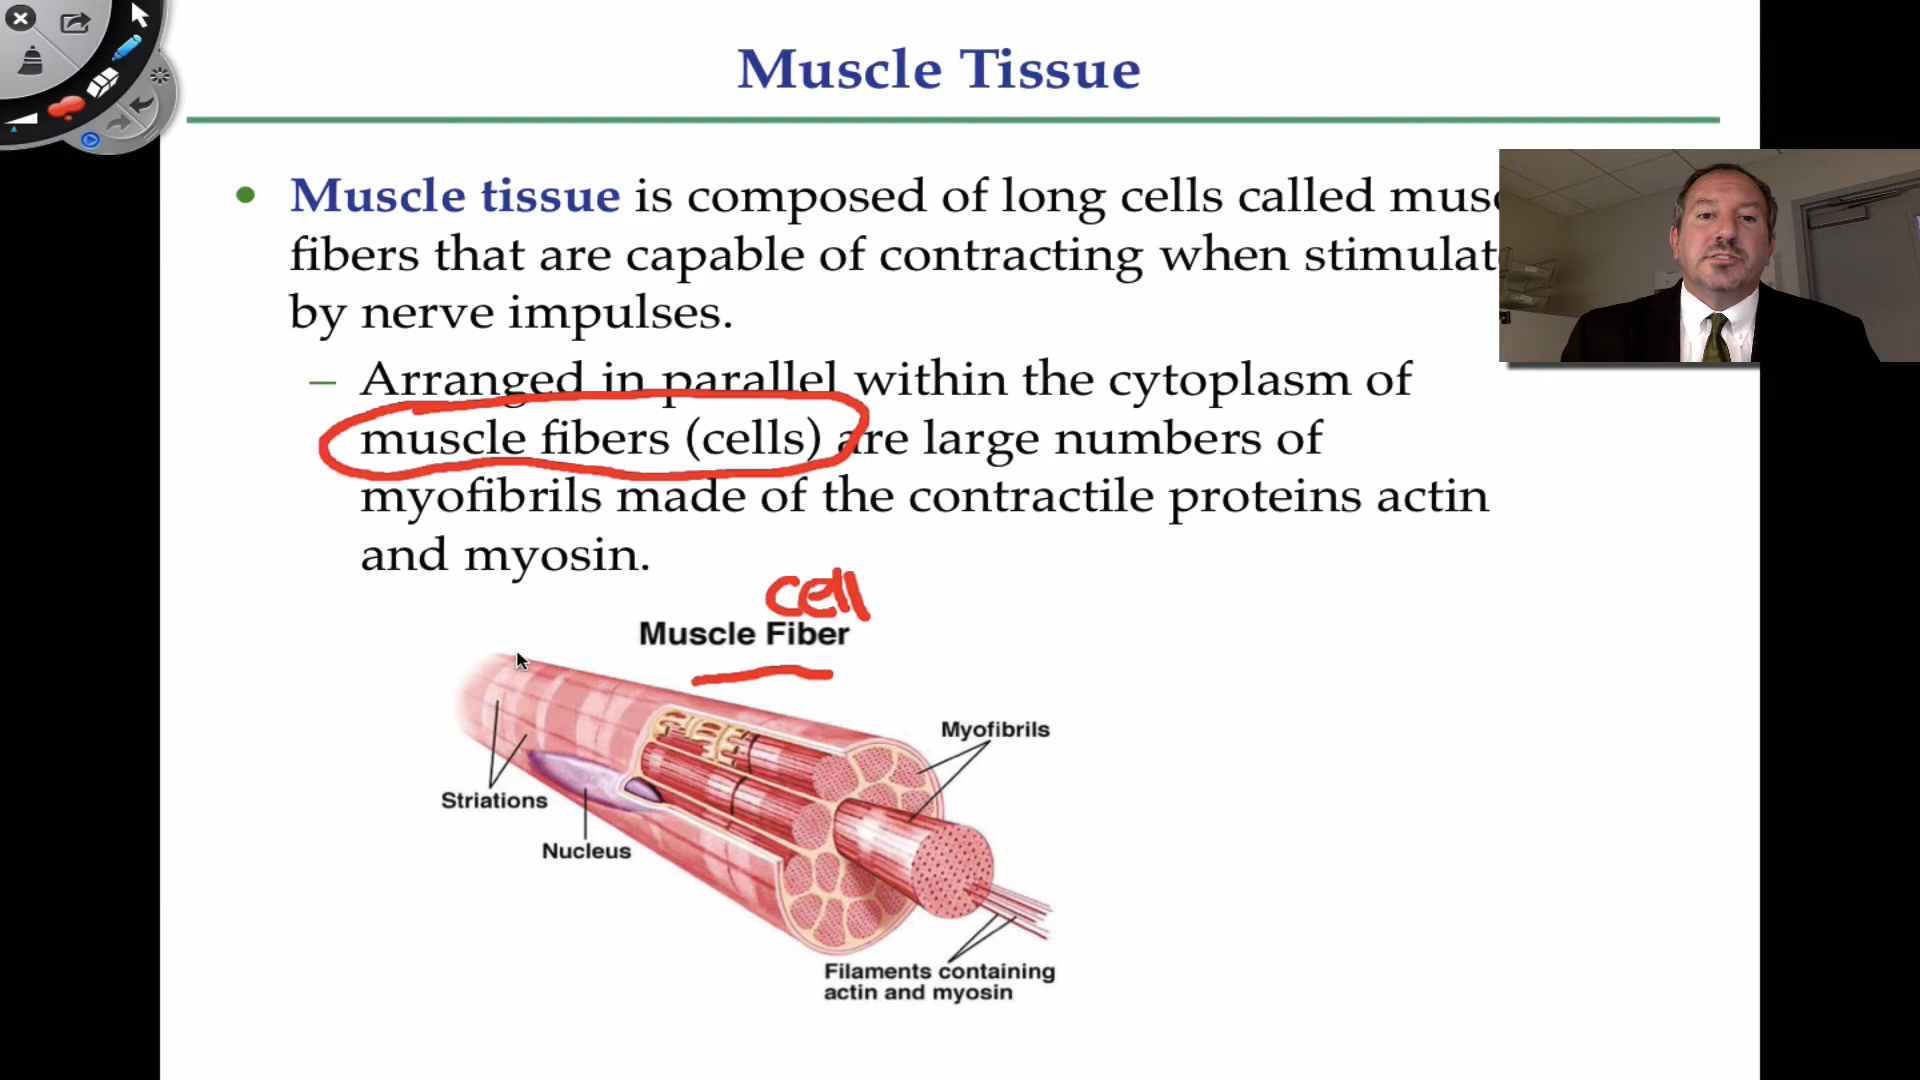 Muscle Tissue
• Muscle tissue is composed of long cells called
fibers that are capable of contracting when
by nerve impulses.
– Arranged in parallel within the cytoplasm of
muscle fibers (cells) are large numbers of
myofibrils made of the contractile proteins actin
and myosin.
cell
Muscle Fiber
Myofibrils
Striations
Nucleus
Filaments containing
actin and myosin